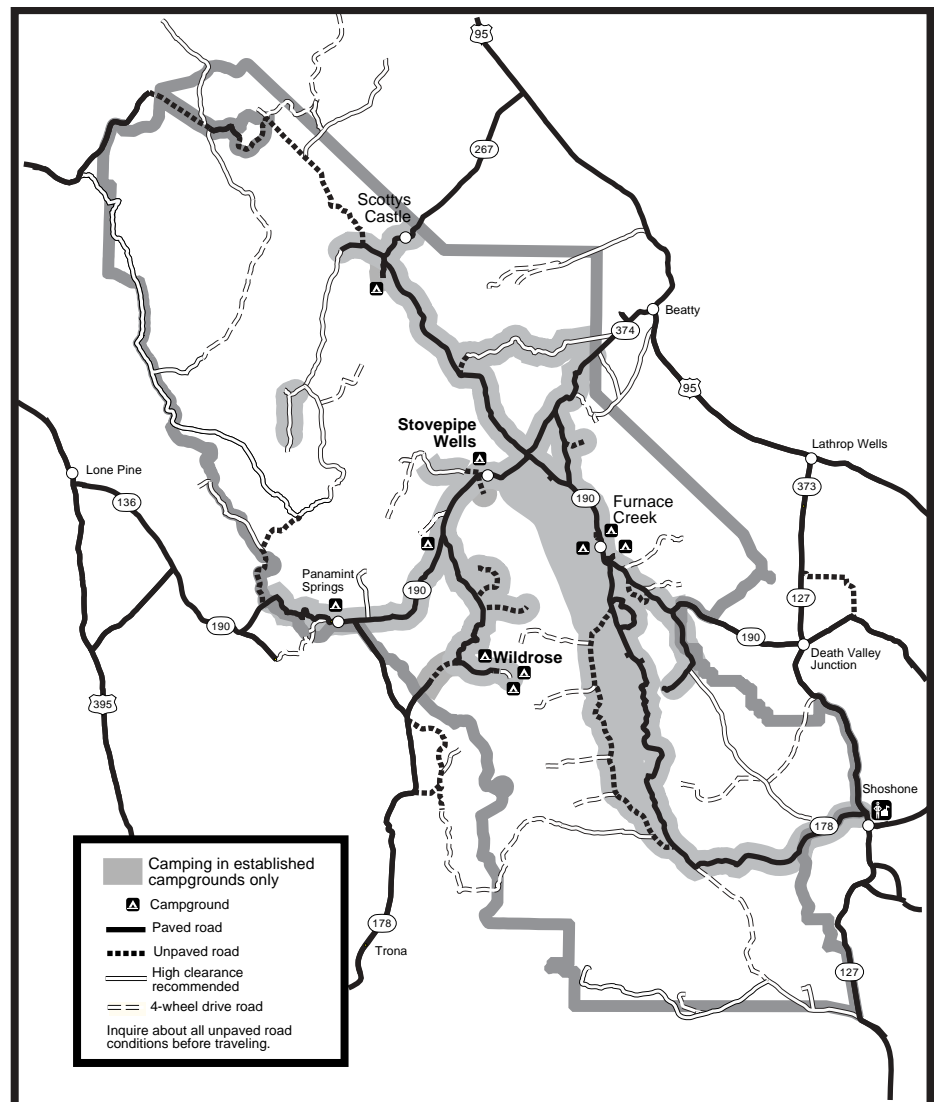 95
267
Scottys
Castle
374
Beatty
95
Stovepipe
Wells
Lathrop Wells
Lone Pine
373
136
190
Furnace
Creek
Panamint
Springs
190
127
190
190
Death Valley
Junction
Wildrose
395
Shoshone
178
178
Trona
127
Camping in established
campgrounds only
Campground
Paved road
Unpaved road
High clearance
recommended
4-wheel drive road
Inquire about all unpaved road
conditions before traveling.